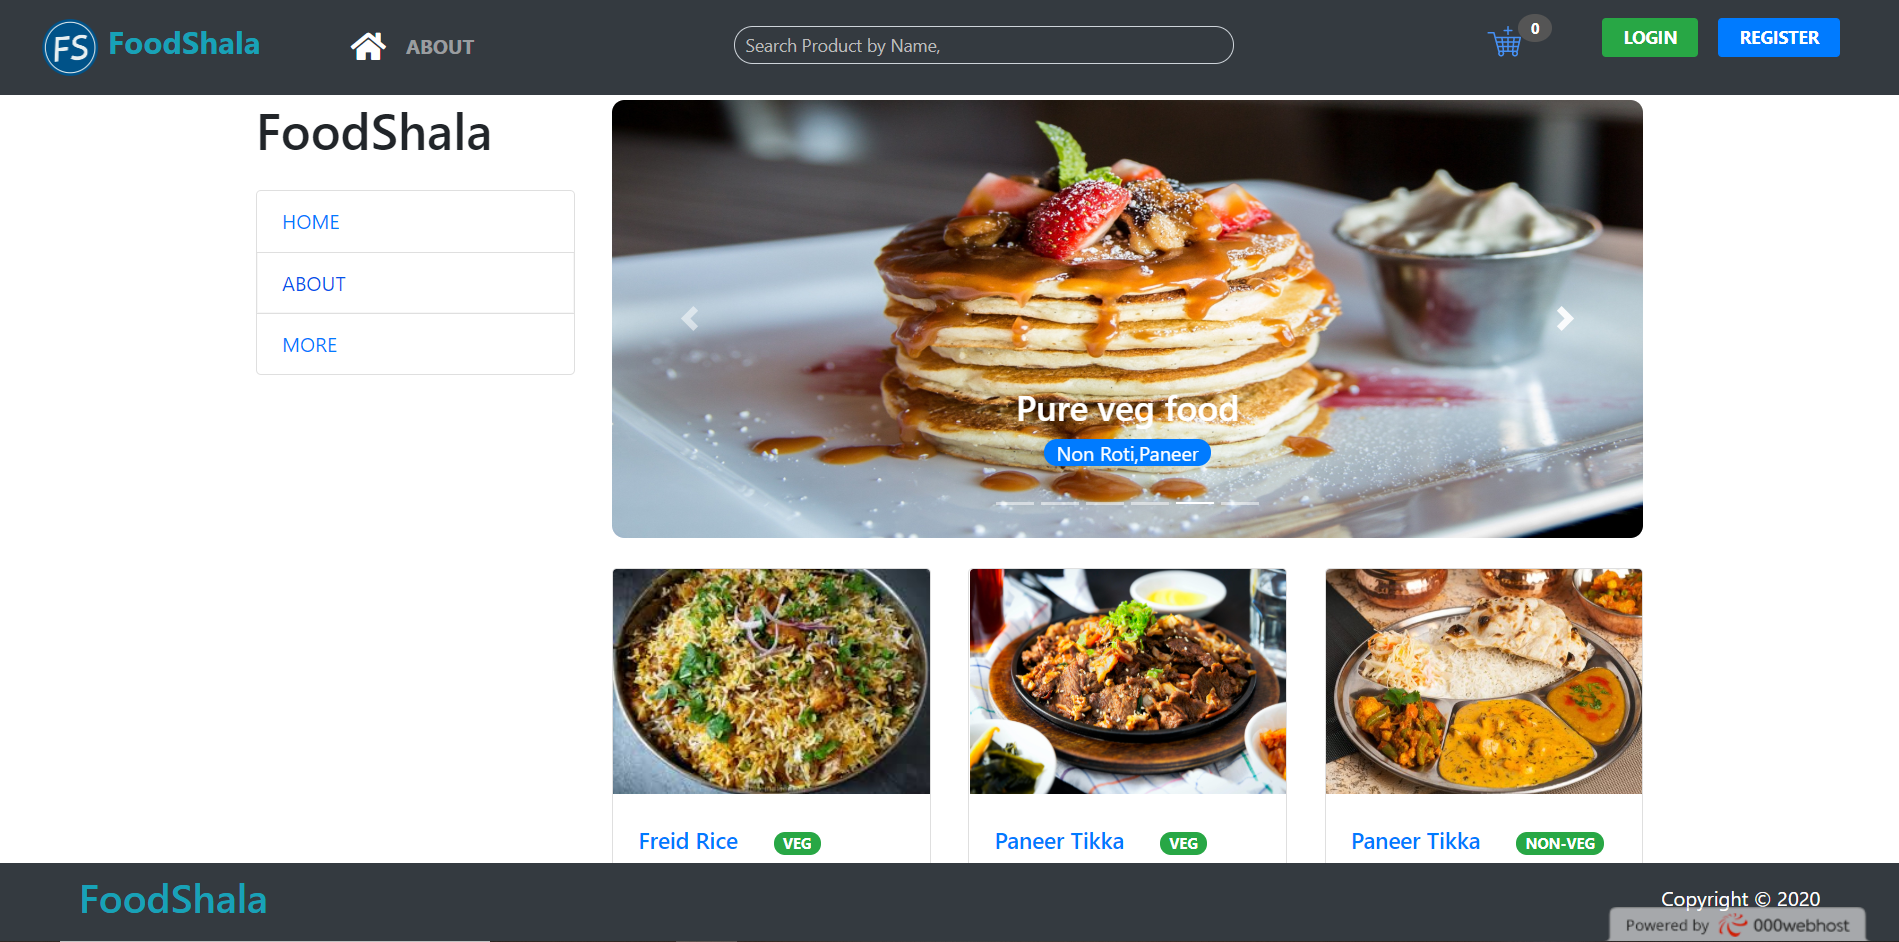 FS FoodShala
ABOUT
Search Product by Name,
0
LOGIN
REGISTER
FoodShala
HOME
ABOUT
MORE
Pure veg food
Non Roti,Paneer
Freid Rice VEG
Paneer Tikka VEG
Paneer Tikka NON-VEG
FoodShala
Copyright © 2020
Powered by 000webhost